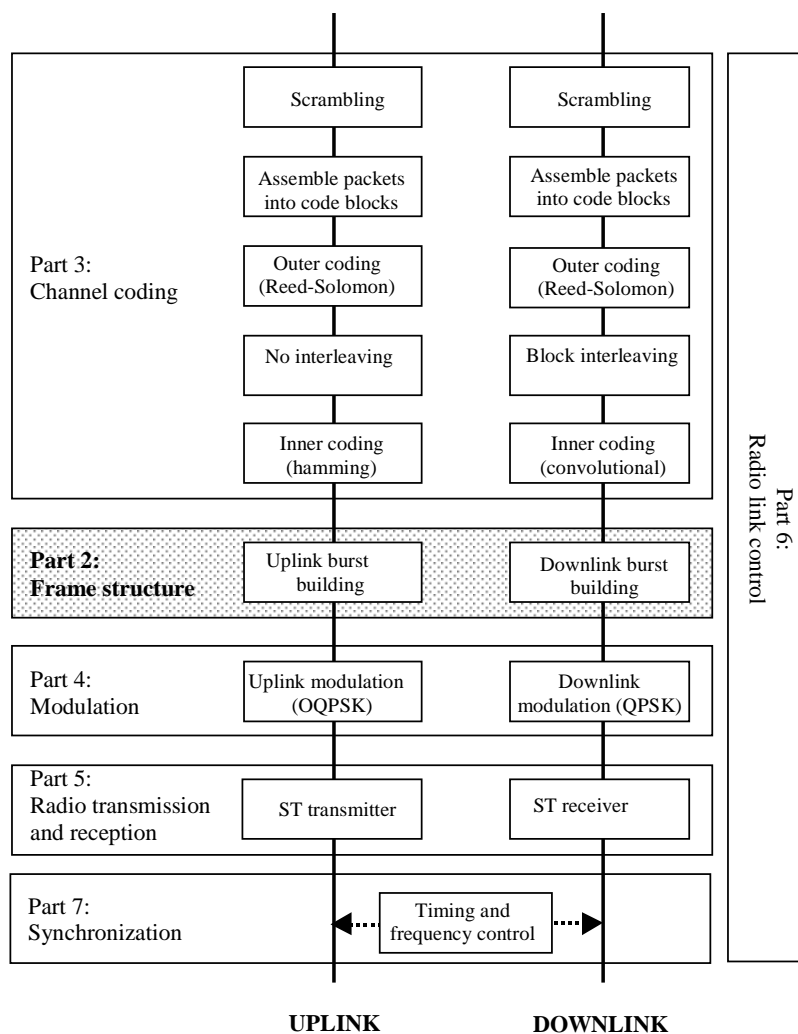 Scrambling
Scrambling
Assemble packets
into code blocks
Assemble packets
into code blocks
Part 3:
Channel coding
Outer coding
(Reed-Solomon)
Outer coding
(Reed-Solomon)
No interleaving
Block interleaving
Inner coding
(hamming)
Inner coding
(convolutional)
Part 2:
Frame structure
Uplink burst
building
Downlink burst
building
Part 4:
Modulation
Uplink modulation
(OQPSK)
Downlink
modulation (QPSK)
Part 5:
Radio transmission
and reception
ST transmitter
ST receiver
Part 7:
Synchronization
Timing and
frequency control
Part 6:
Radio link control
UPLINK
DOWNLINK